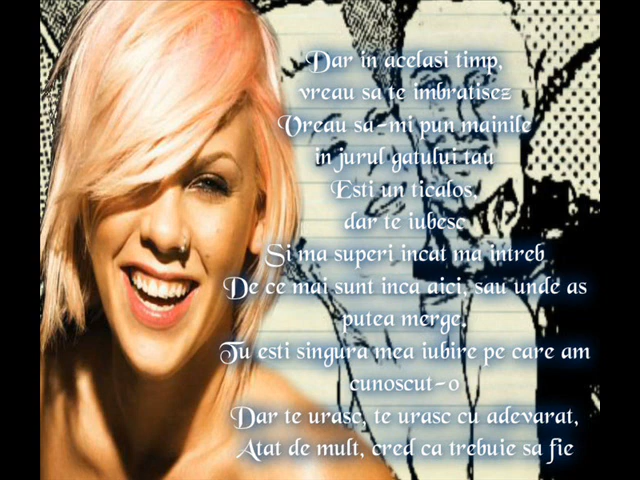 Dar in acelasi timp,
vreau sa te imbratisez
Vreau sa-mi pun mainile
in jurul gatului tau
Esti un ticalos,
dar te iubesc
Si ma superi incat ma intreb
De ce mai sunt inca aici, sau unde as
putea merge.
Tu esti singura mea iubire pe care am
cunoscut-o
Dar te urasc, te urasc cu adevarat,
Atat de mult, cred ca trebuie sa fie